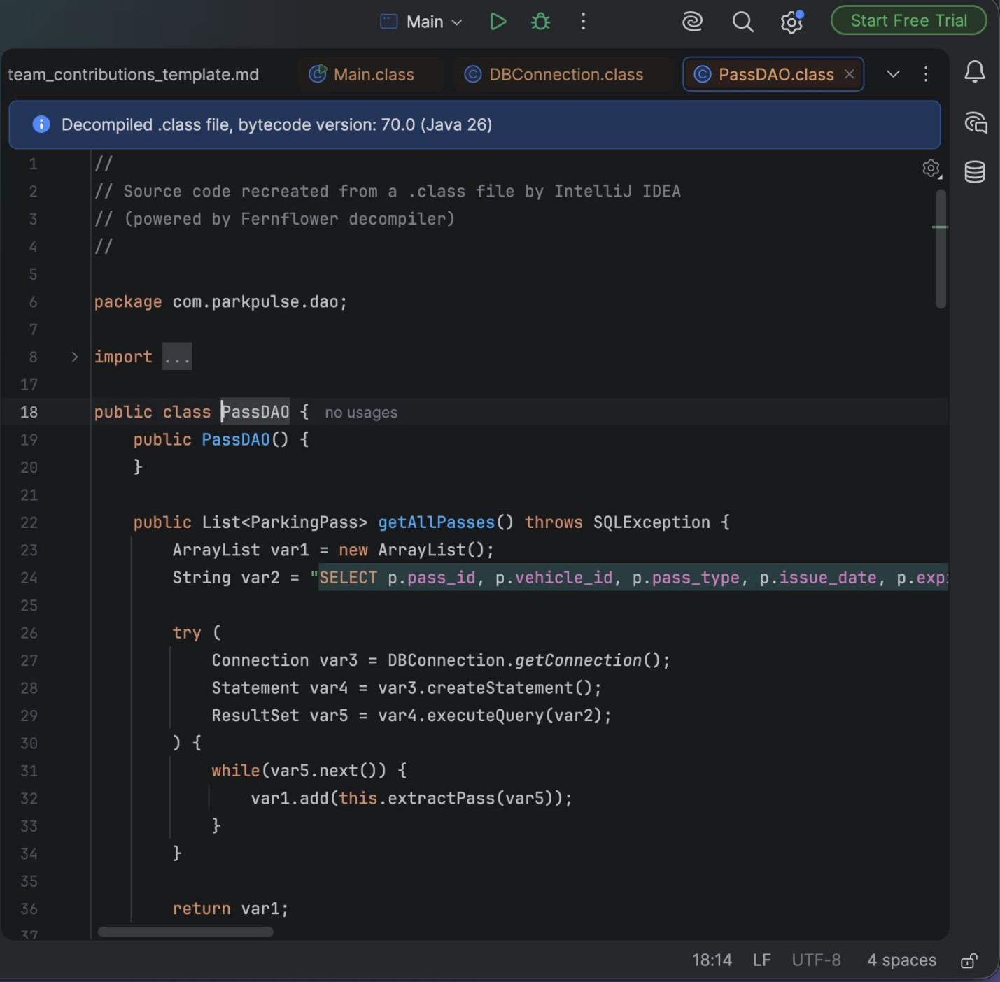 Main
Start Free Trial
team_contributions_template.md
Main.class
DBConnection.class
PassDAO.class
Decompiled .class file, bytecode version: 70.0 (Java 26)
1 //
2 // Source code recreated from a .class file by IntelliJ IDEA
3 // (powered by Fernflower decompiler)
4 //
5
6 package com.parkpulse.dao;
7
8 import ...
17
18 public class PassDAO { no usages
19 public PassDAO() {
20 }
21
22 public List<ParkingPass> getAllPasses() throws SQLException {
23 ArrayList var1 = new ArrayList();
24 String var2 = "SELECT p.pass_id, p.vehicle_id, p.pass_type, p.issue_date, p.exp
25
26 try (
27 Connection var3 = DBConnection.getConnection();
28 Statement var4 = var3.createStatement();
29 ResultSet var5 = var4.executeQuery(var2);
30 ) {
31 while(var5.next()) {
32 var1.add(this.extractPass(var5));
33 }
34 }
35
36 return var1;
37
18:14 LF UTF-8 4 spaces